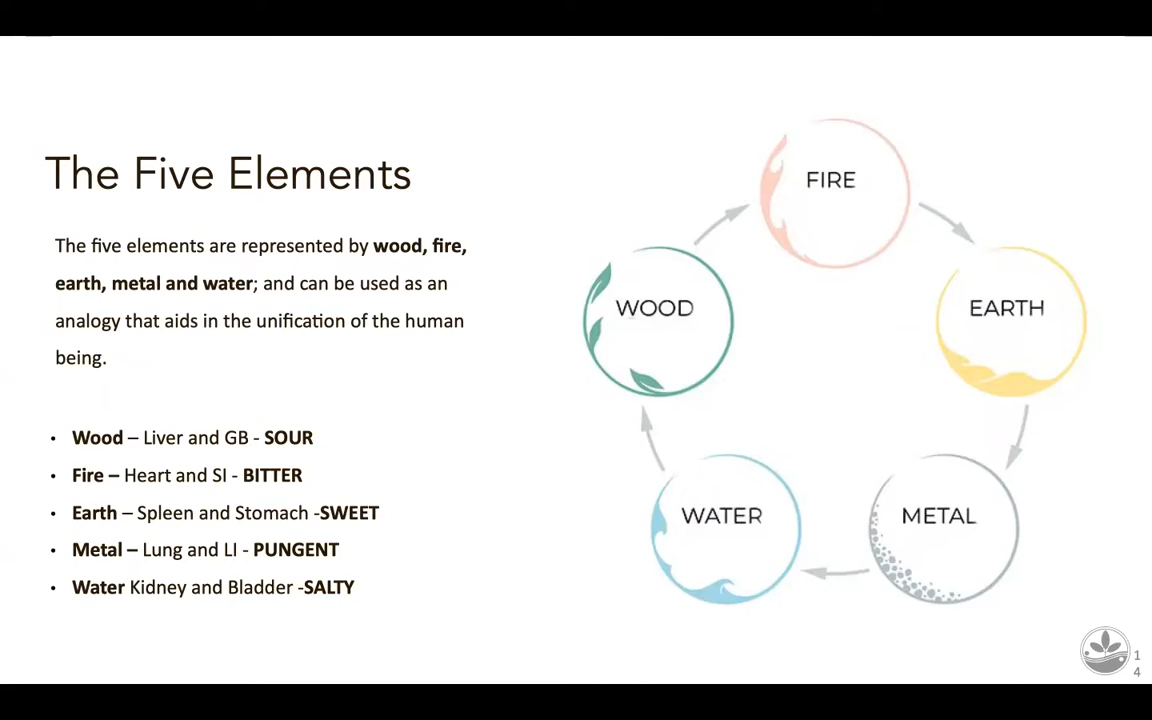 The Five Elements
The five elements are represented by wood, fire,
earth, metal and water; and can be used as an
analogy that aids in the unification of the human
being.
• Wood – Liver and GB - SOUR
• Fire – Heart and SI - BITTER
• Earth – Spleen and Stomach -SWEET
• Metal – Lung and LI - PUNGENT
• Water Kidney and Bladder -SALTY
FIRE
WOOD
EARTH
WATER
METAL
1
4